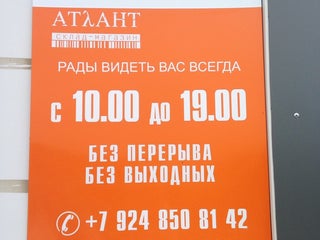 АТЛАНТ
склад-магазин
РАДЫ ВИДЕТЬ ВАС ВСЕГДА
с 10.00 до 19.00
БЕЗ ПЕРЕРЫВА
БЕЗ ВЫХОДНЫХ
+7 924 850 81 42